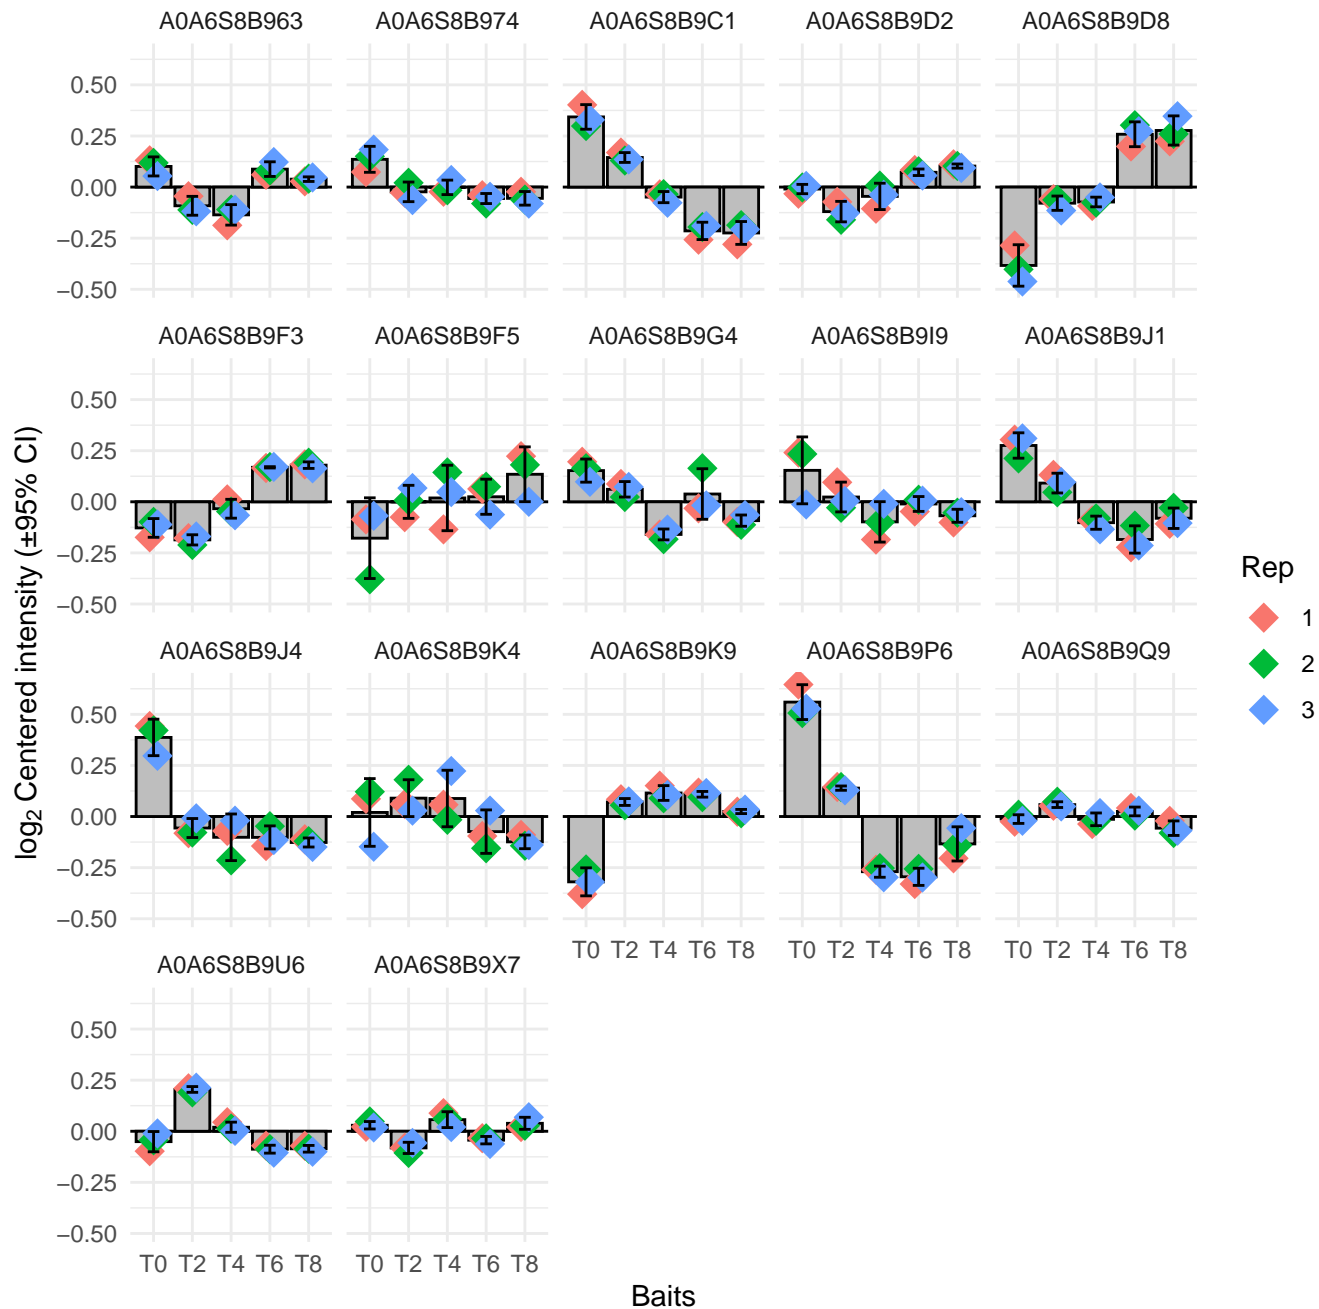 A0A6S8B963 A0A6S8B974 A0A6S8B9C1 A0A6S8B9D2 A0A6S8B9D8
0.50
0.25
0.00
−0.25
−0.50
A0A6S8B9F3 A0A6S8B9F5 A0A6S8B9G4 A0A6S8B9I9 A0A6S8B9J1
0.50
0.25
0.00
−0.25
−0.50
A0A6S8B9J4 A0A6S8B9K4 A0A6S8B9K9 A0A6S8B9P6 A0A6S8B9Q9
0.50
0.25
0.00
−0.25
−0.50
T0 T2 T4 T6 T8 T0 T2 T4 T6 T8 T0 T2 T4 T6 T8
A0A6S8B9U6 A0A6S8B9X7
0.50
0.25
0.00
−0.25
−0.50
T0 T2 T4 T6 T8 T0 T2 T4 T6 T8
Baits
log₂ Centered intensity (±95% CI)
Rep
1
2
3